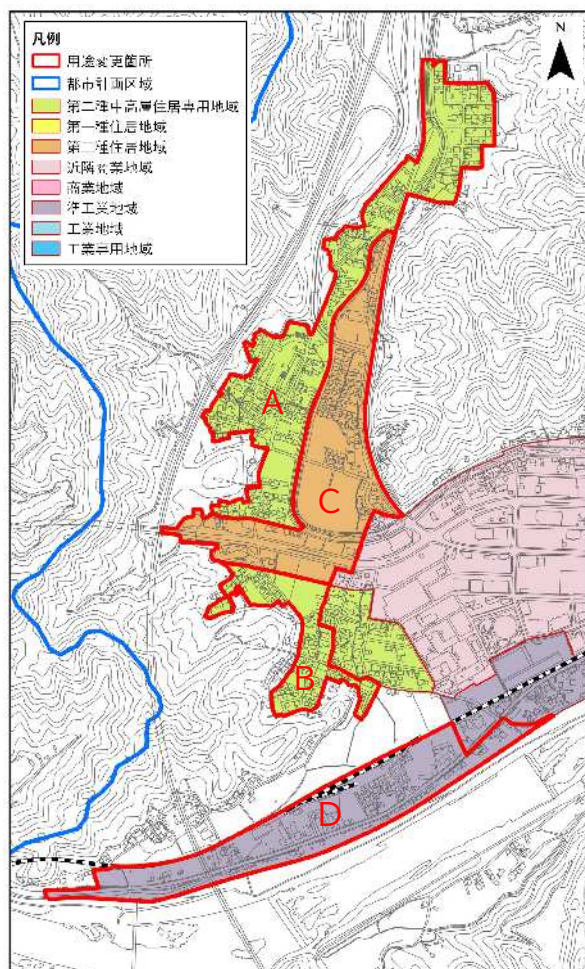 凡例
用途変更箇所
都市計画区域
第二種中高層住居専用地域
第一種住居地域
第二種住居地域
近隣商業地域
商業地域
準工業地域
工業地域
工業専用地域
N
A
C
B
D